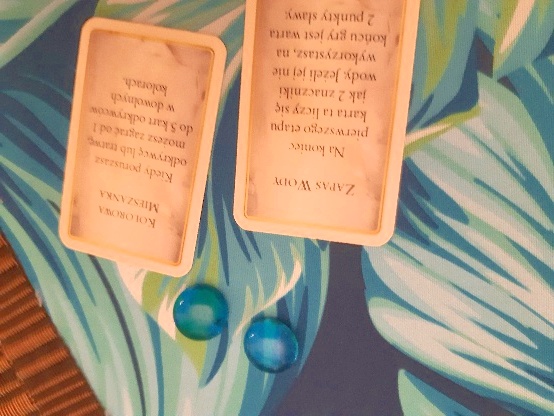 Kolorowa
Mieszanka
Kiedy poruszasz
odkrywcę lub tratwę,
możesz zagrać od 1
do 5 kart odkrywców
w dowolnych
kolorach.
Zapas Wody
Na koniec
pierwszego etapu
karta ta liczy się
jak 2 znaczniki
wody. Jeżeli jej nie
wykorzystasz, na
końcu gry jest warta
2 punkty sławy.